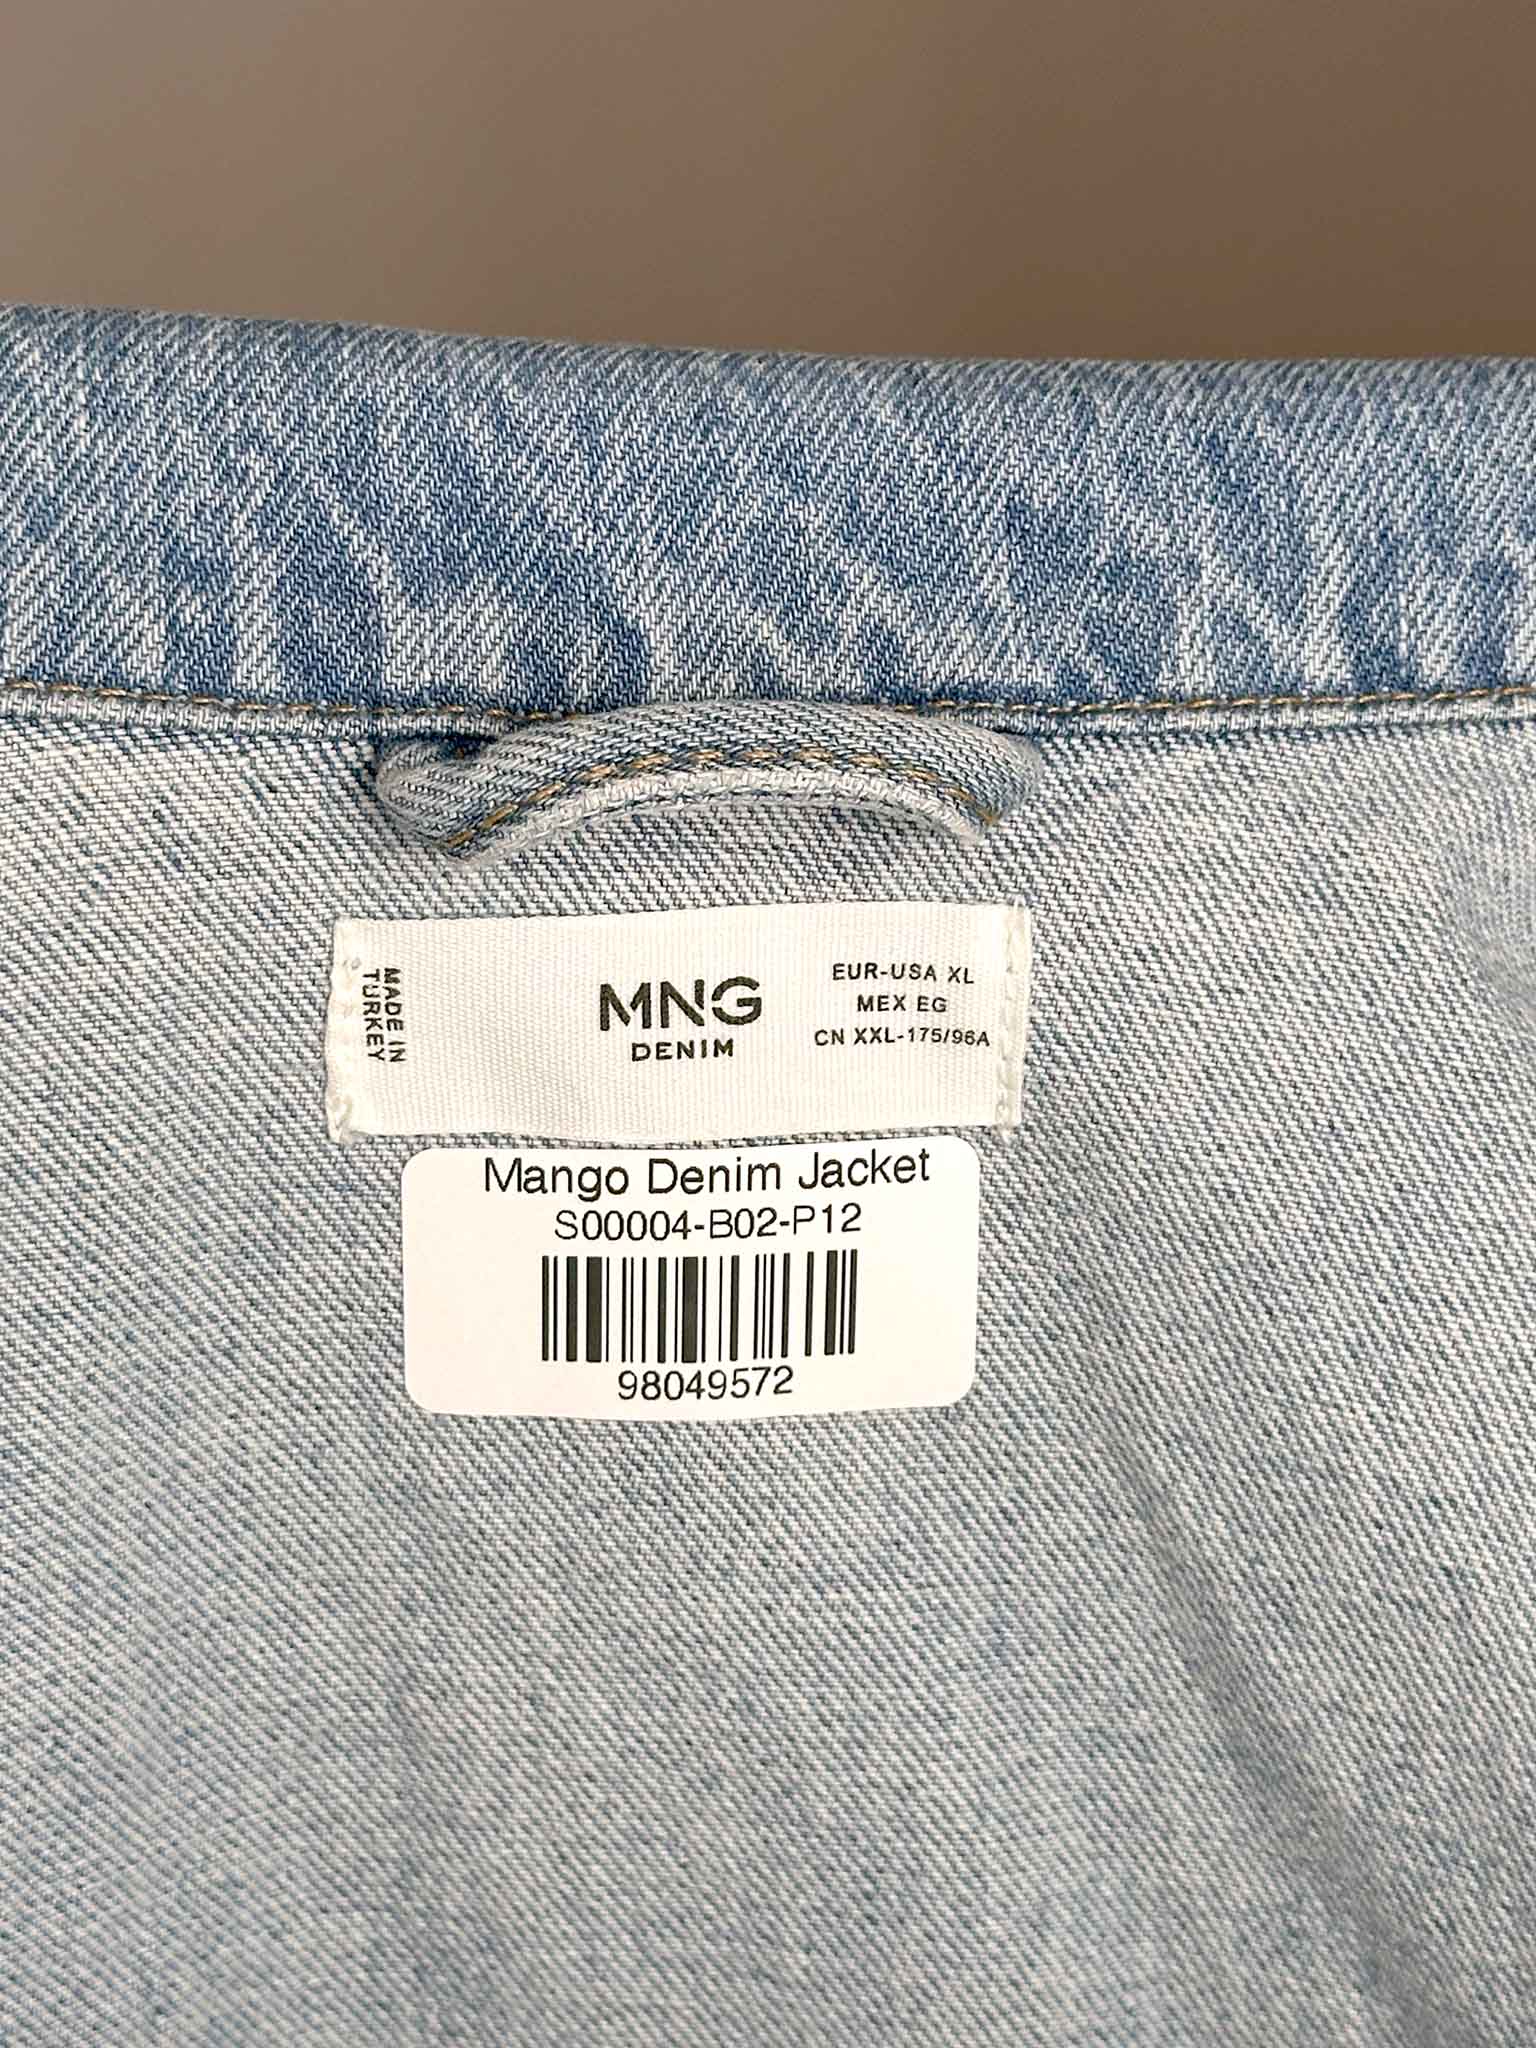 MADE IN
TURKEY
MNG
DENIM
EUR-USA XL
MEX EG
CN XXL-175/96A
Mango Denim Jacket
S00004-B02-P12
98049572